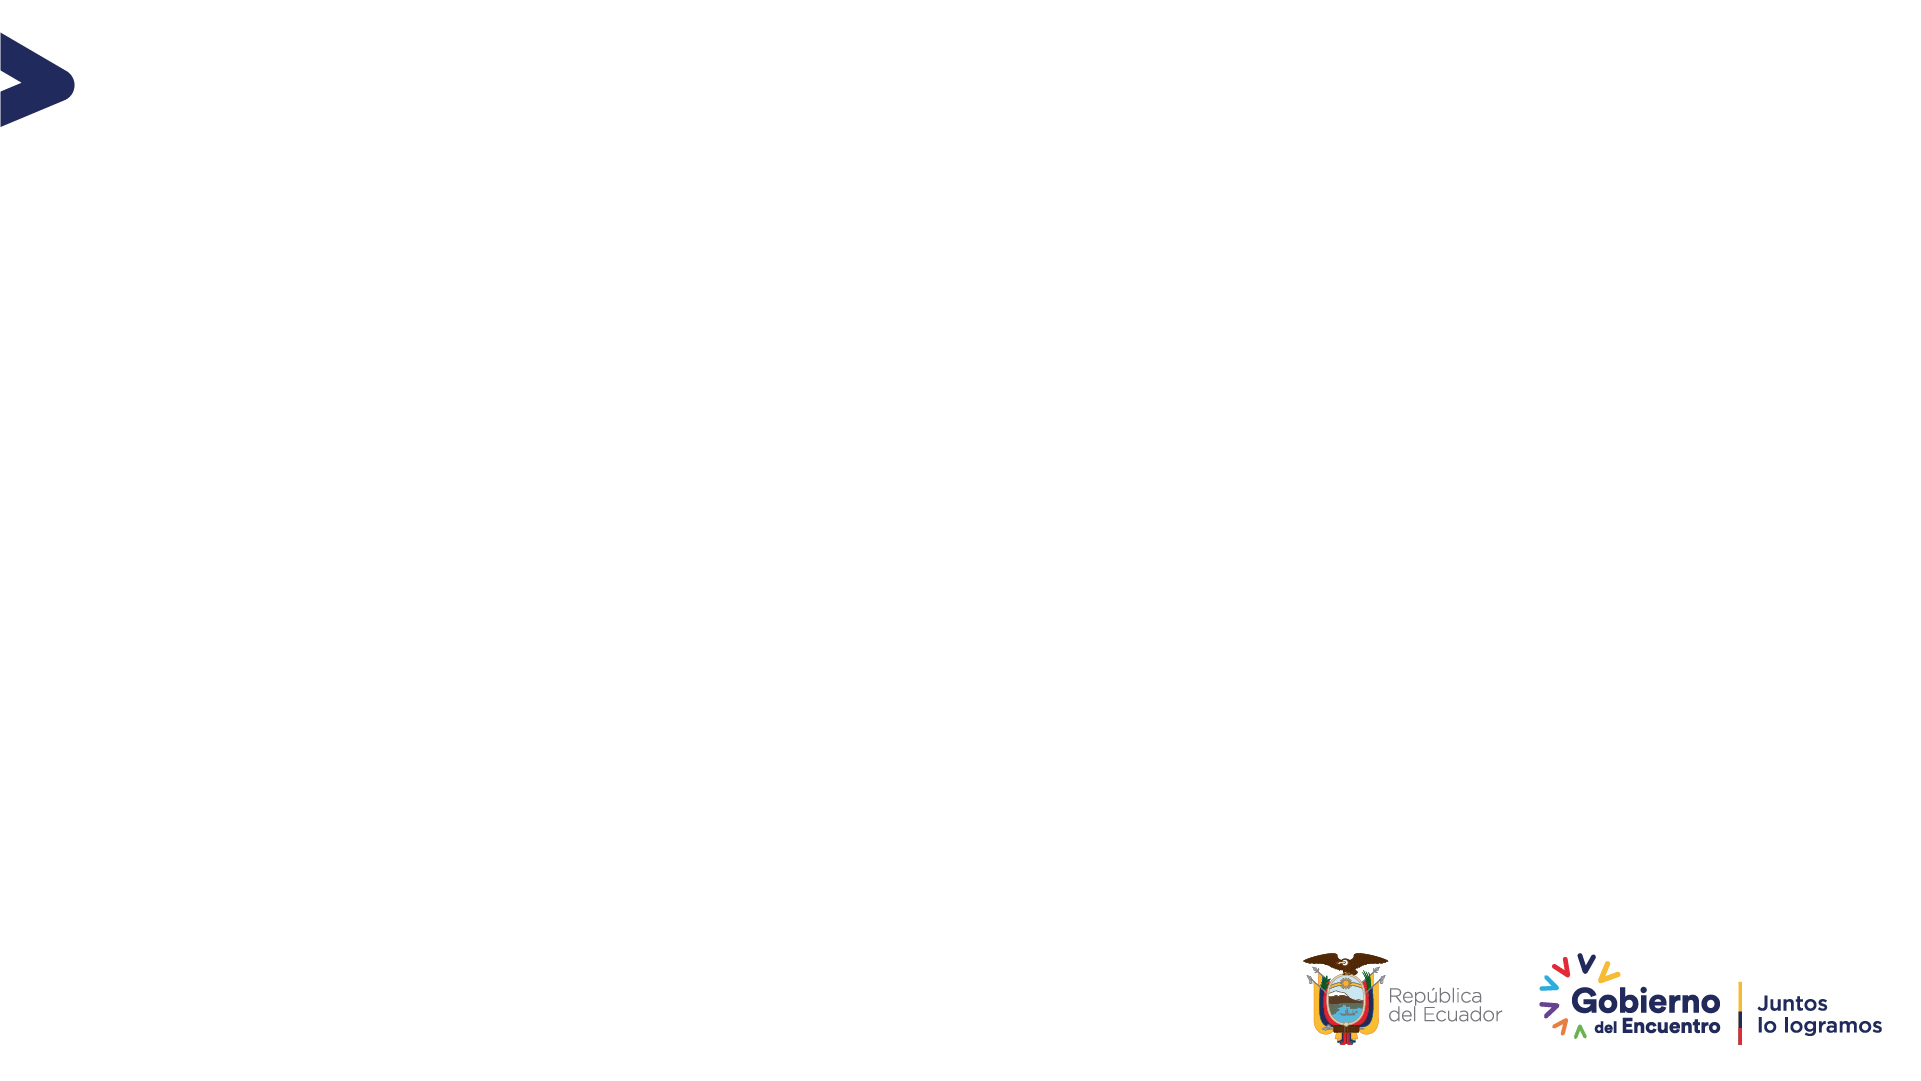 República
del Ecuador
Gobierno
del Encuentro
Juntos
lo logramos